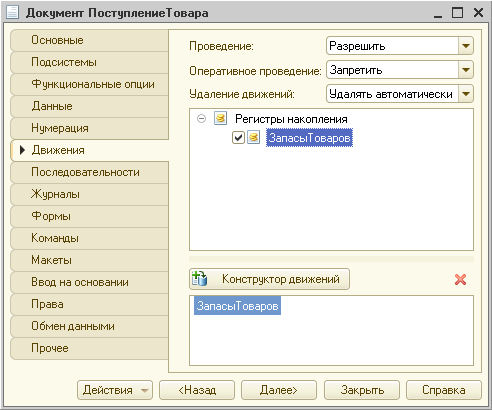 Документ ПоступлениеТовара
Основные
Подсистемы
Функциональные опции
Данные
Нумерация
Движения
Последовательности
Журналы
Формы
Команды
Макеты
Ввод на основании
Права
Обмен данными
Прочее
Проведение: Разрешить
Оперативное проведение: Запретить
Удаление движений: Удалять автоматически
Регистры накопления
ЗапасыТоваров
Конструктор движений
ЗапасыТоваров
Действия <Назад Далее> Закрыть Справка